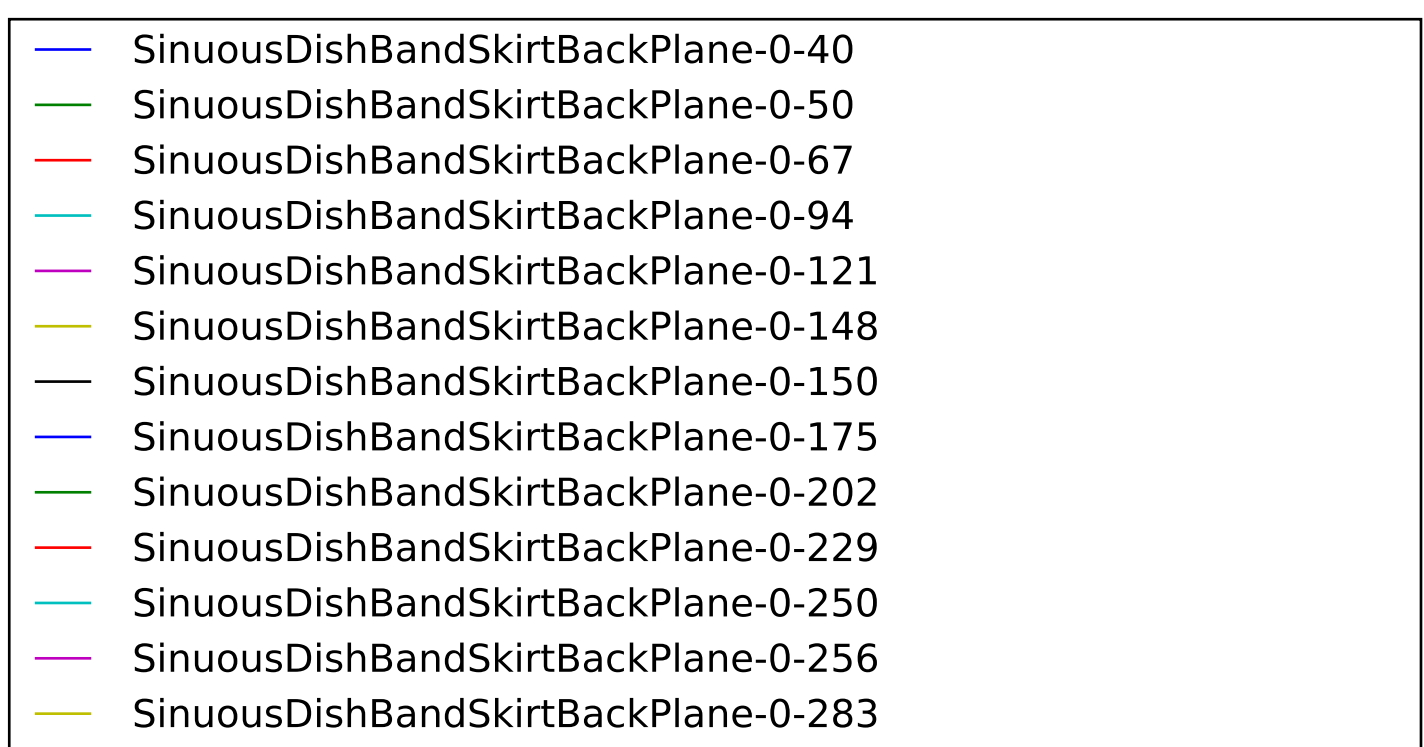 SinuousDishBandSkirtBackPlane-0-40
SinuousDishBandSkirtBackPlane-0-50
SinuousDishBandSkirtBackPlane-0-67
SinuousDishBandSkirtBackPlane-0-94
SinuousDishBandSkirtBackPlane-0-121
SinuousDishBandSkirtBackPlane-0-148
SinuousDishBandSkirtBackPlane-0-150
SinuousDishBandSkirtBackPlane-0-175
SinuousDishBandSkirtBackPlane-0-202
SinuousDishBandSkirtBackPlane-0-229
SinuousDishBandSkirtBackPlane-0-250
SinuousDishBandSkirtBackPlane-0-256
SinuousDishBandSkirtBackPlane-0-283